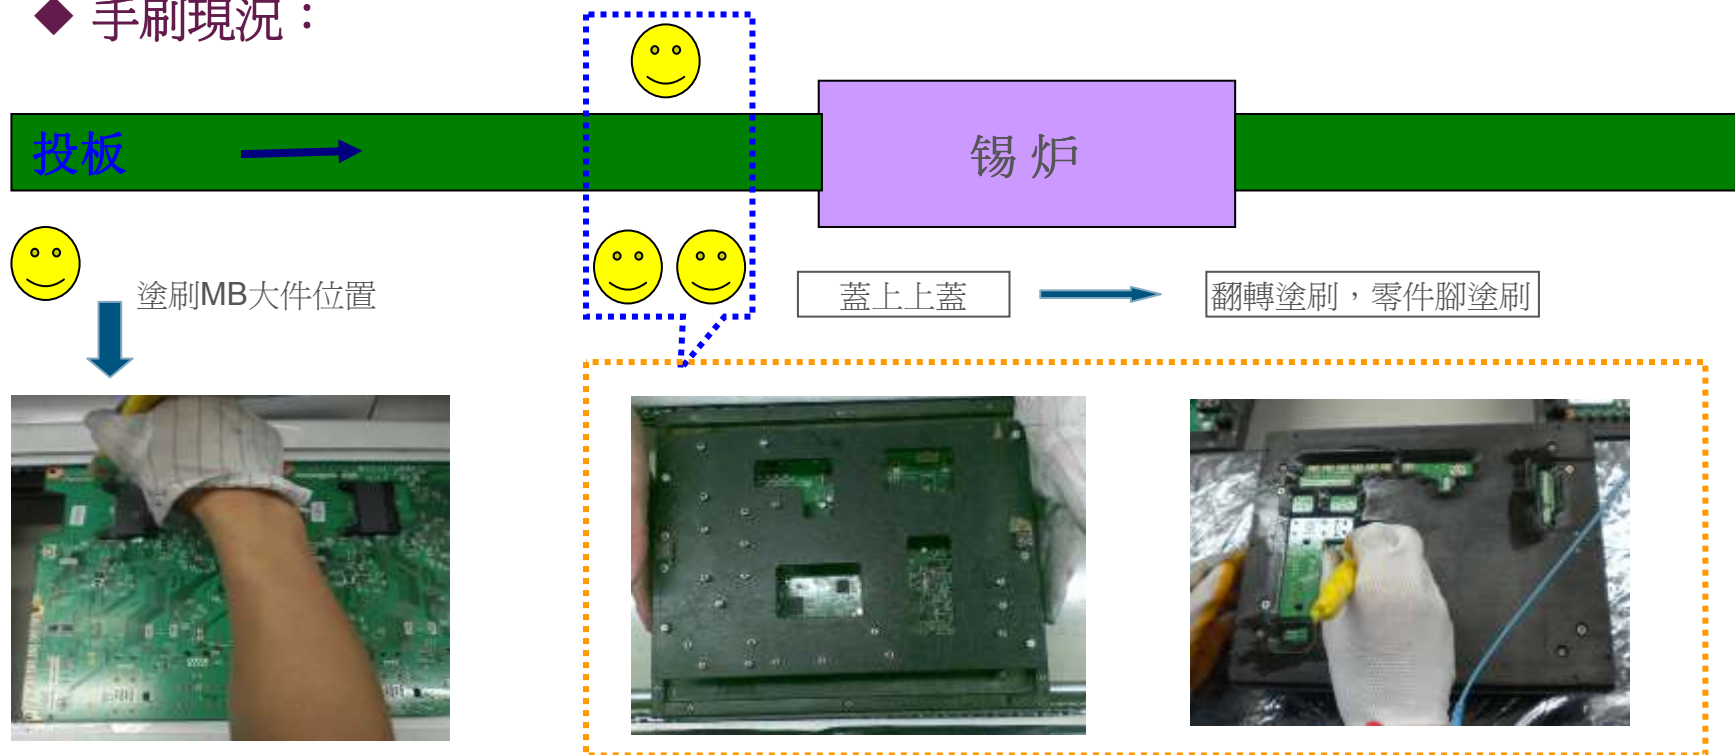 ◆ 手刷現況：
投板
锡 炉
塗刷MB大件位置
蓋上上蓋
翻轉塗刷，零件腳塗刷